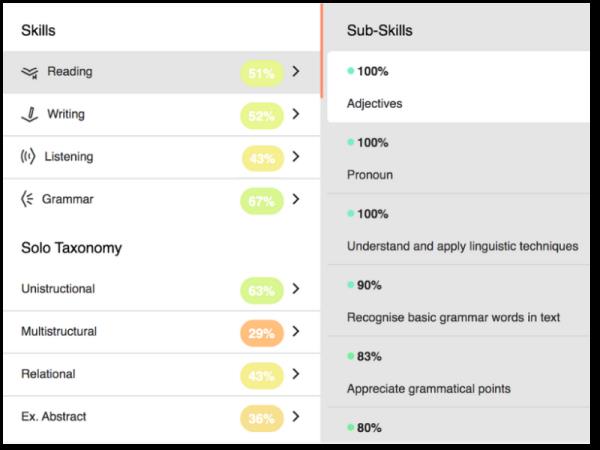 Skills
Reading 51%
Writing 52%
Listening 43%
Grammar 67%
Solo Taxonomy
Unistructional 63%
Multistructural 29%
Relational 43%
Ex. Abstract 36%
Sub-Skills
100%
Adjectives
100%
Pronoun
100%
Understand and apply linguistic techniques
90%
Recognise basic grammar words in text
83%
Appreciate grammatical points
80%